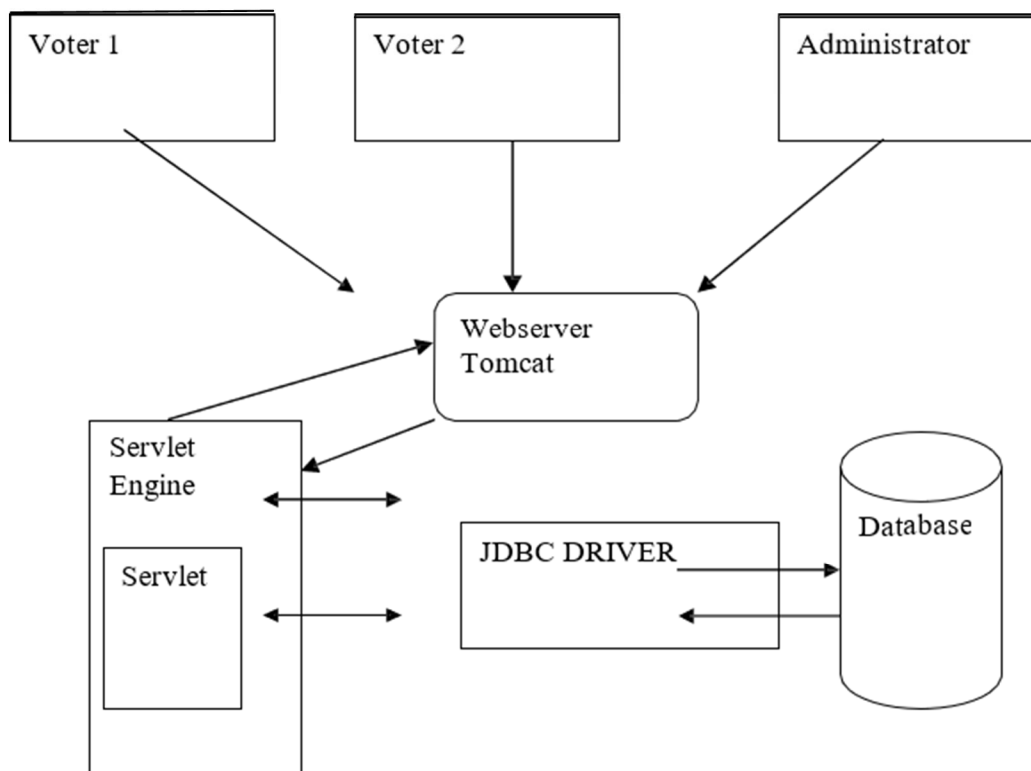 Voter 1
Voter 2
Administrator
Webserver
Tomcat
Servlet
Engine
Database
JDBC DRIVER
Servlet